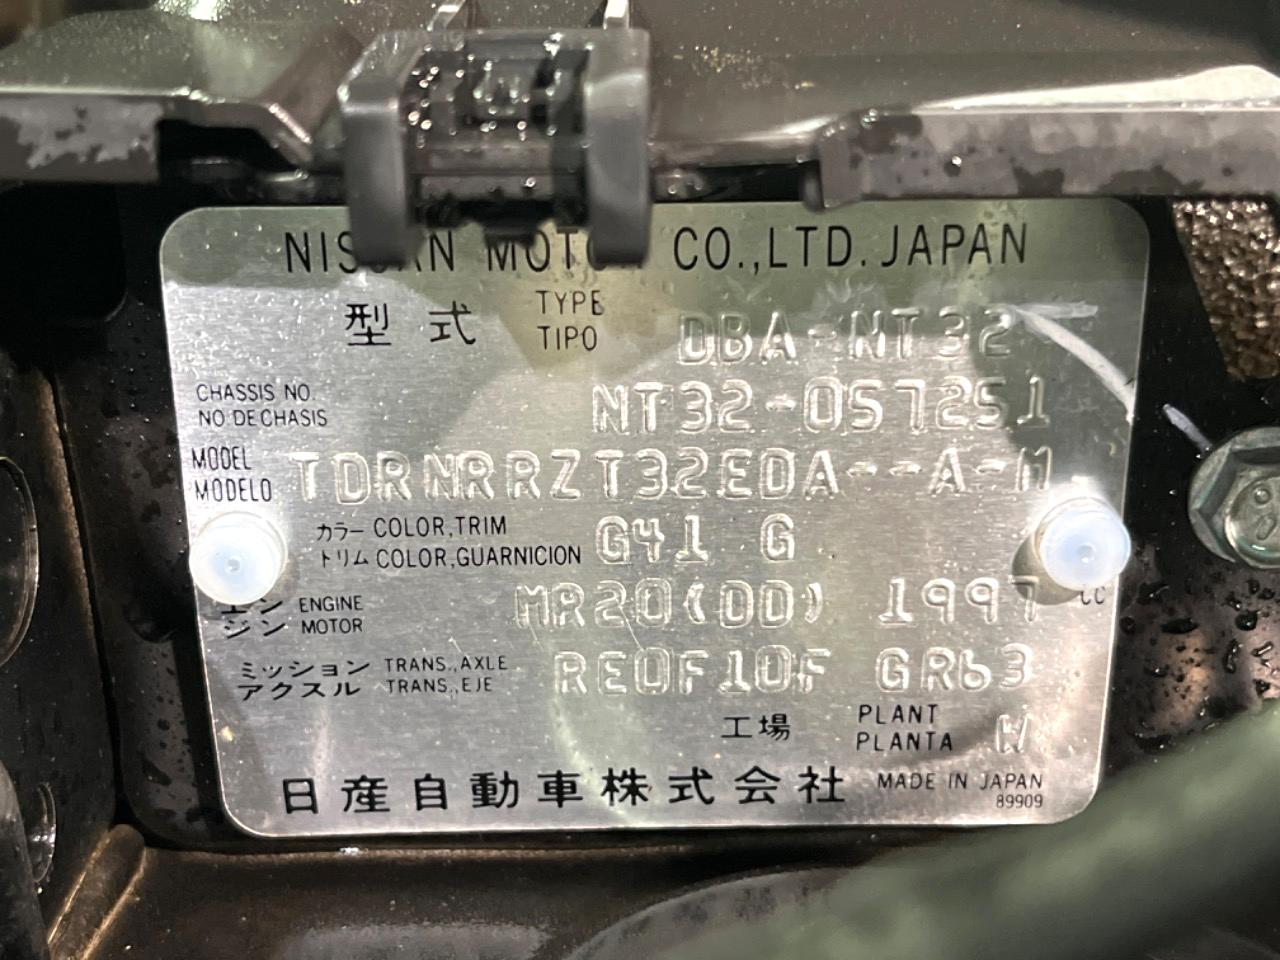 NISSAN MOTOR CO.,LTD. JAPAN
型式 TYPE TIPO DBA-NT32
CHASSIS NO. NO DE CHASIS NT32-057251
MODEL MODELO TDRNRRZT32EDA--A-M
カラー COLOR,TRIM トリム COLOR,GUARNICION G41 G
エンジン ENGINE MOTOR MR20(DD) 1997 CC
ミッション TRANS.,AXLE アクスル TRANS.,EJE RE0F10F GR63
工場 PLANT PLANTA W
日産自動車株式会社 MADE IN JAPAN
89909